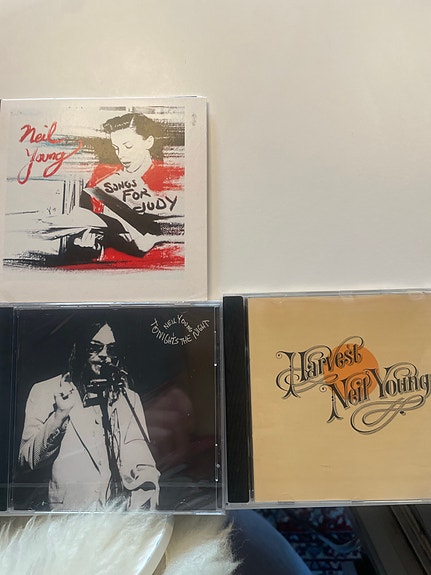 Neil
Young
SONGS
FOR
JUDY
NEIL YOUNG
TONIGHT'S THE NIGHT
Harvest
Neil Young